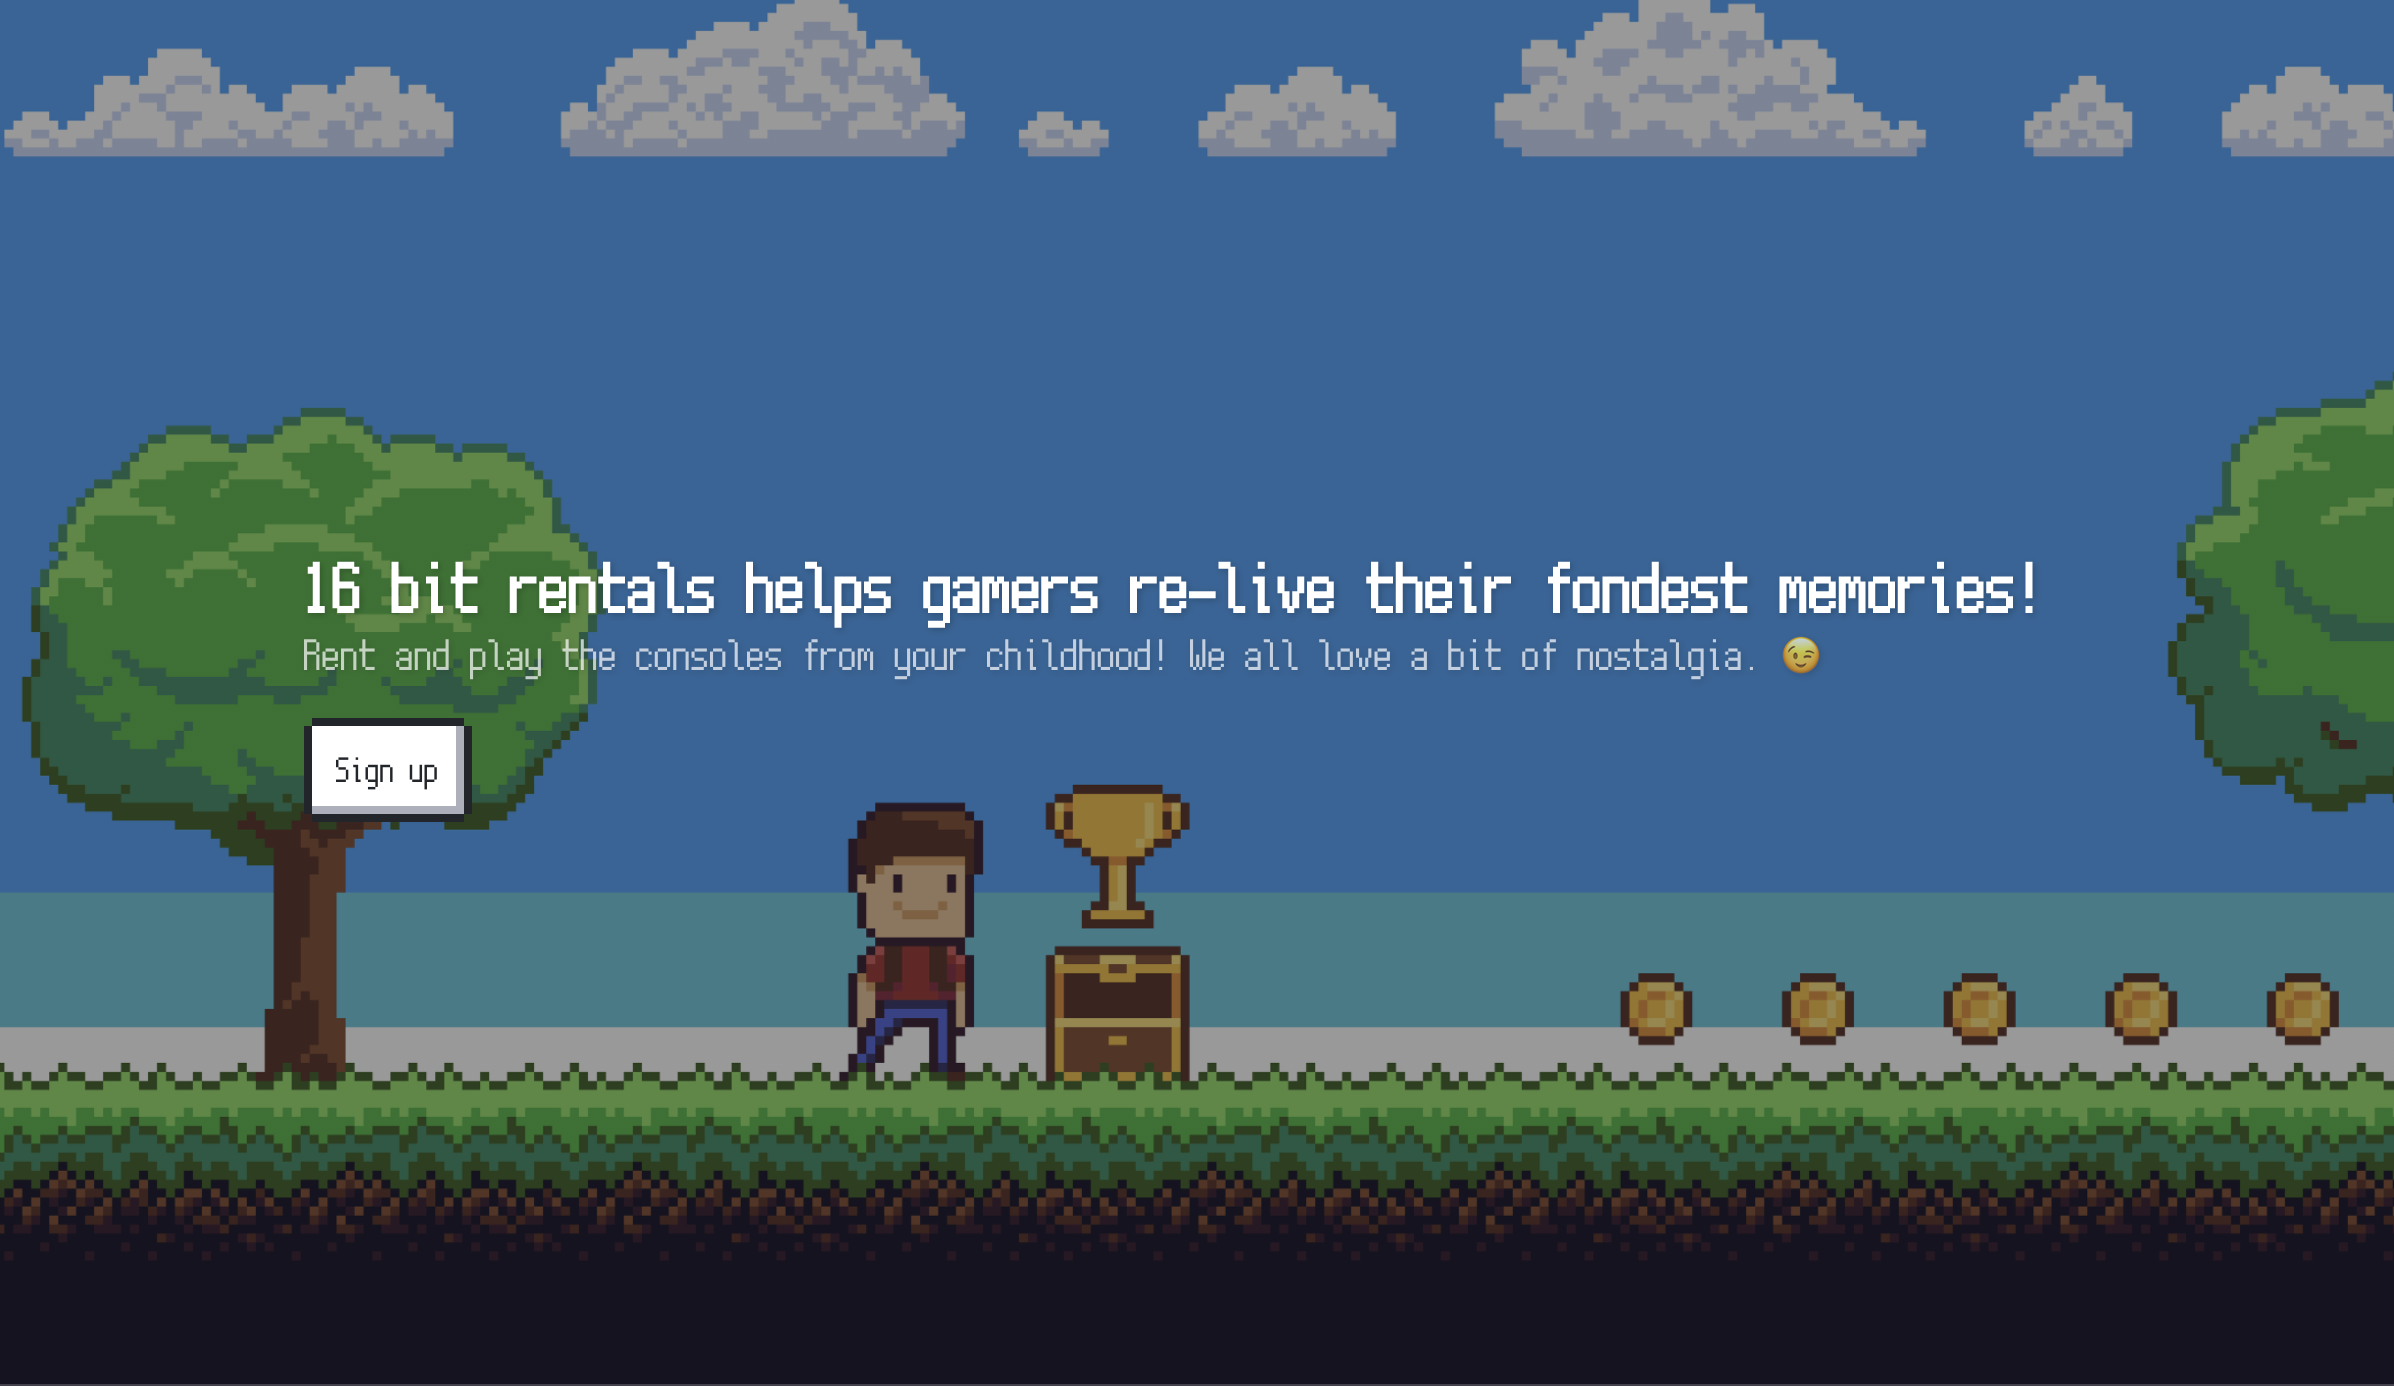 16 bit rentals helps gamers re-live their fondest memories!
Rent and play the consoles from your childhood! We all love a bit of nostalgia. 😉
Sign up